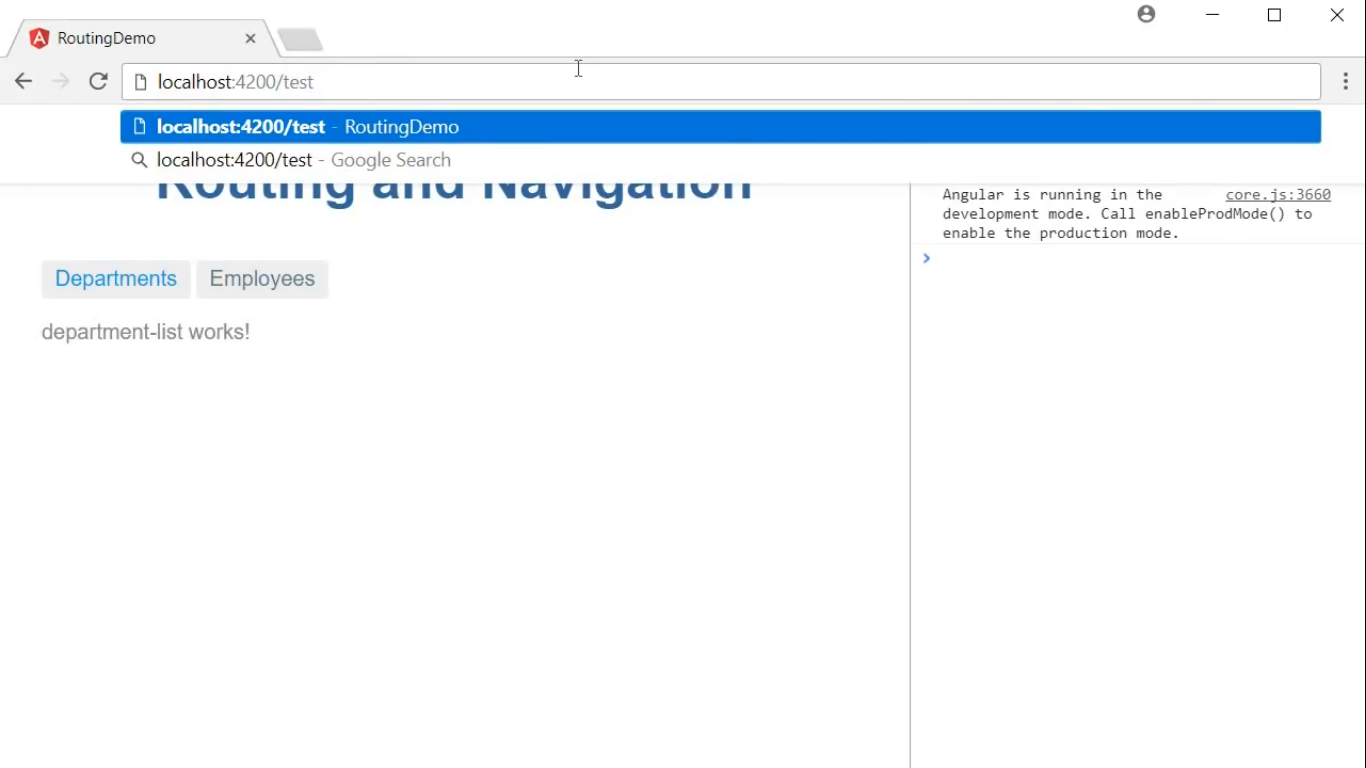 RoutingDemo
localhost:4200/test
localhost:4200/test - RoutingDemo
localhost:4200/test - Google Search
Routing and Navigation
Departments Employees
department-list works!
Angular is running in the core.js:3660
development mode. Call enableProdMode() to
enable the production mode.